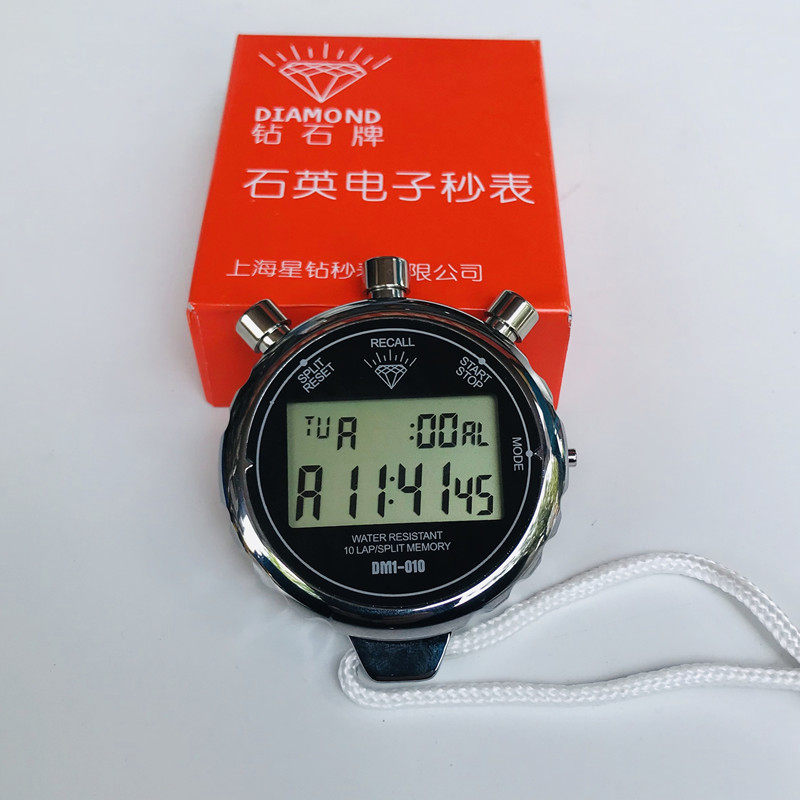 DIAMOND
钻石牌
石英电子秒表
上海星钻秒表 限公司
RECALL
SPLIT
RESET
START
STOP
MODE
TU A :00 AL
A 11:41 45
WATER RESISTANT
10 LAP/SPLIT MEMORY
DM1-010